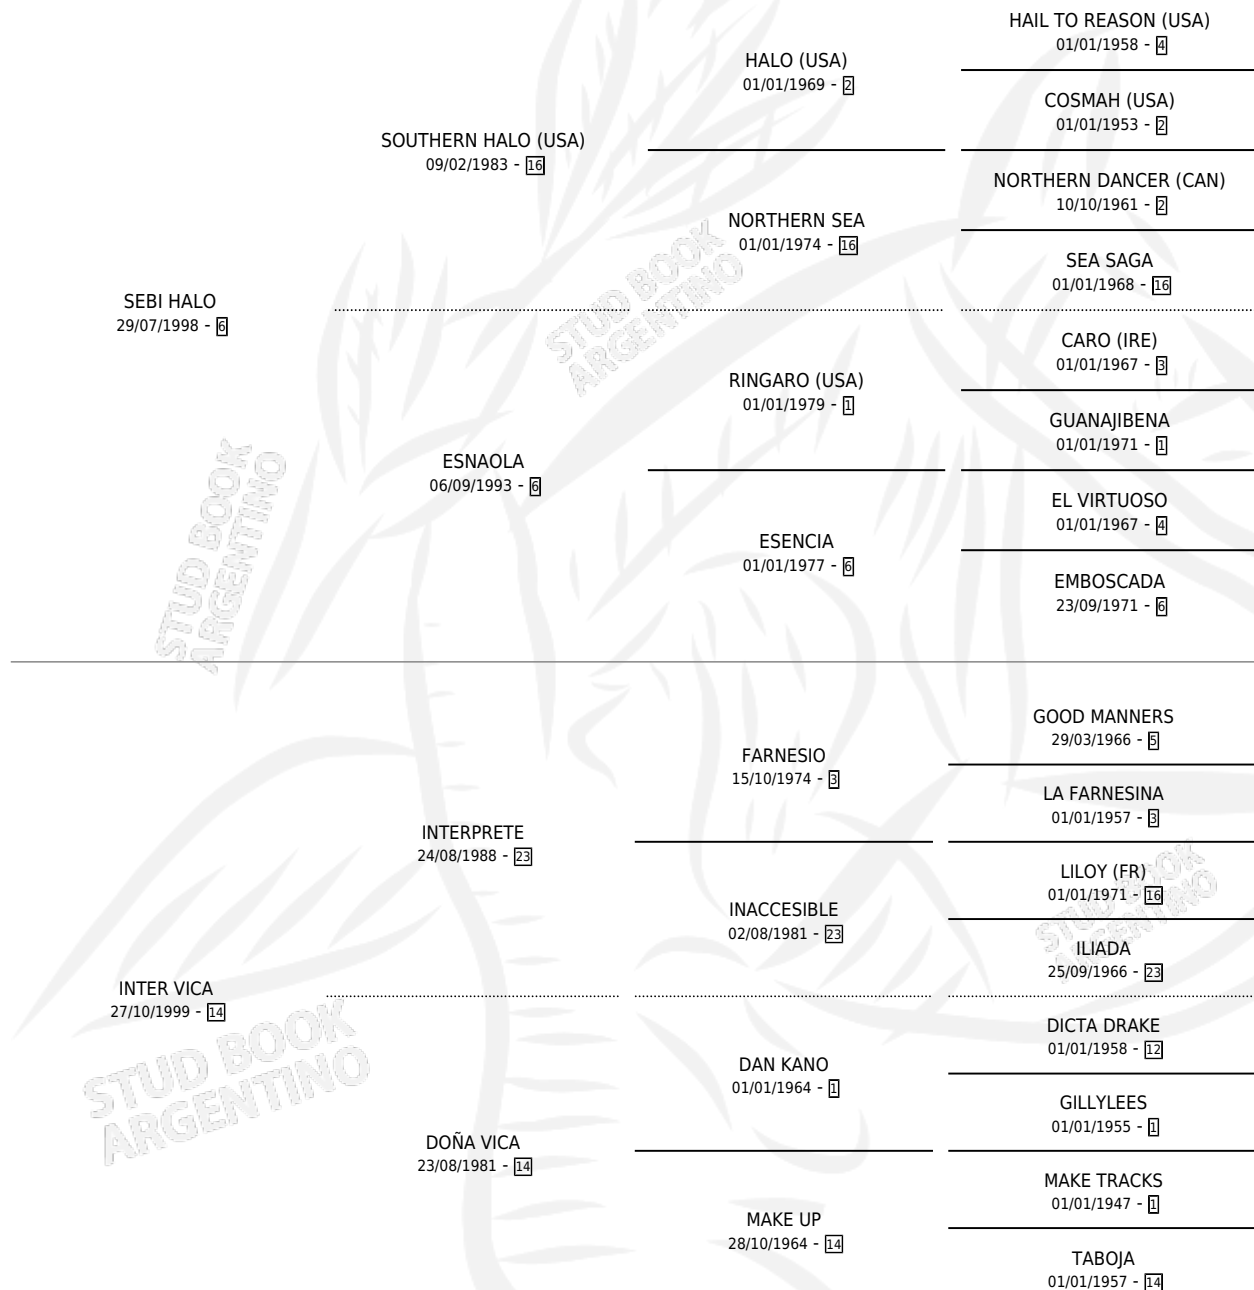 HAIL TO REASON (USA)
01/01/1958 - 4
HALO (USA)
01/01/1969 - 2
COSMAH (USA)
01/01/1953 - 2
SOUTHERN HALO (USA)
09/02/1983 - 16
NORTHERN DANCER (CAN)
10/10/1961 - 2
NORTHERN SEA
01/01/1974 - 16
SEA SAGA
01/01/1968 - 16
SEBI HALO
29/07/1998 - 6
STUD BOOK
ARGENTINO
CARO (IRE)
01/01/1967 - 3
RINGARO (USA)
01/01/1979 - 1
GUANAJIBENA
01/01/1971 - 1
ESNAOLA
06/09/1993 - 6
EL VIRTUOSO
01/01/1967 - 4
ESENCIA
01/01/1977 - 6
EMBOSCADA
23/09/1971 - 6
STUD BOOK
ARGENTINO
GOOD MANNERS
29/03/1966 - 5
FARNESIO
15/10/1974 - 3
LA FARNESINA
01/01/1957 - 3
INTERPRETE
24/08/1988 - 23
LILOY (FR)
01/01/1971 - 16
INACCESIBLE
02/08/1981 - 23
STUD BOOK
ARGENTINO
ILIADA
25/09/1966 - 23
INTER VICA
27/10/1999 - 14
STUD BOOK
ARGENTINO
DICTA DRAKE
01/01/1958 - 12
DAN KANO
01/01/1964 - 1
GILLYLEES
01/01/1955 - 1
DOÑA VICA
23/08/1981 - 14
MAKE TRACKS
01/01/1947 - 1
MAKE UP
28/10/1964 - 14
TABOJA
01/01/1957 - 14